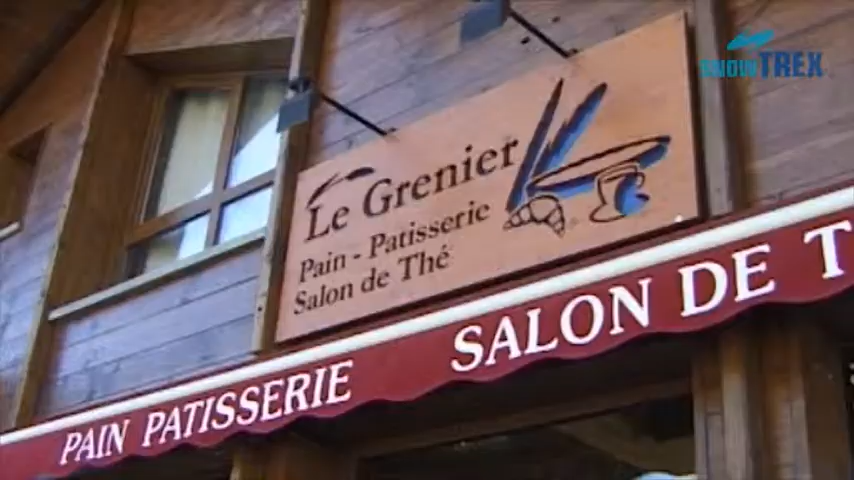 SNOWTREX
Le Grenier
Pain - Patisserie
Salon de Thé
PAIN PATISSERIE SALON DE T